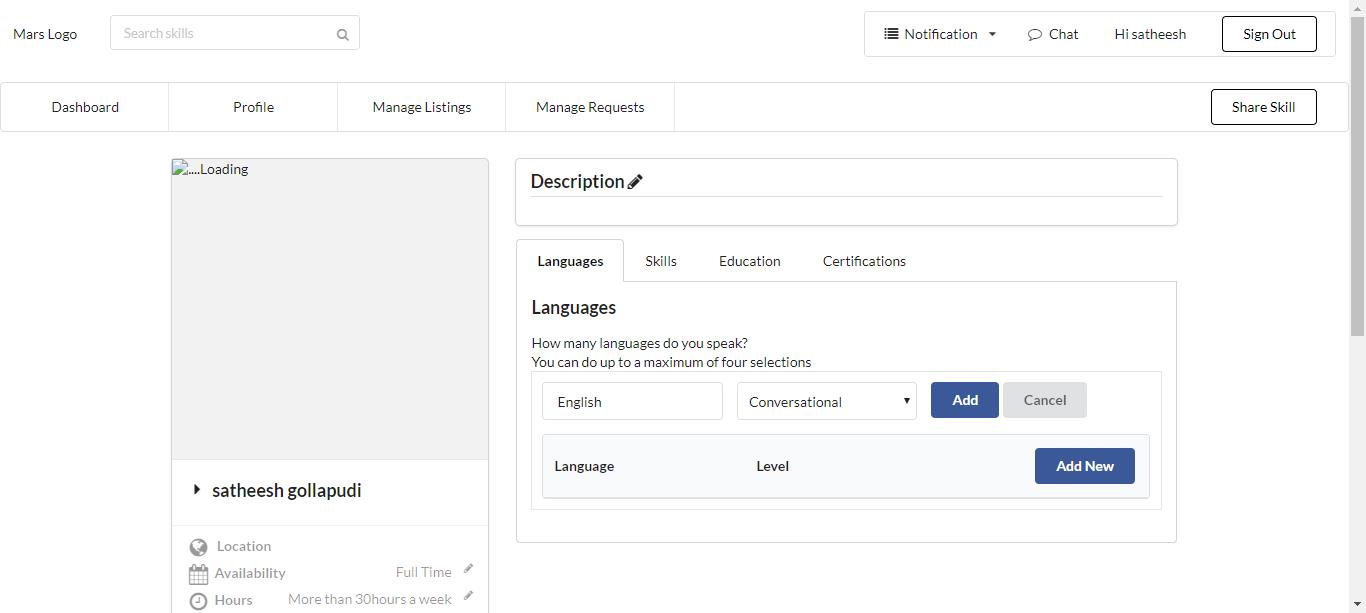 Mars Logo
Search skills
Notification
Chat
Hi satheesh
Sign Out
Dashboard
Profile
Manage Listings
Manage Requests
Share Skill
....Loading
satheesh gollapudi
Location
Availability
Full Time
Hours
More than 30hours a week
Description
Languages
Skills
Education
Certifications
Languages
How many languages do you speak?
You can do up to a maximum of four selections
English
Conversational
Add
Cancel
Language
Level
Add New